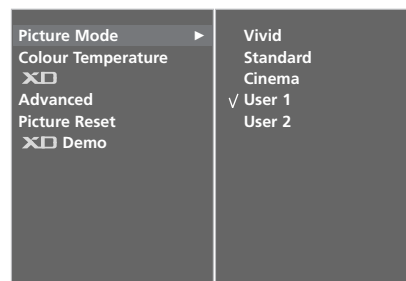 Picture Mode ►
Colour Temperature
XD
Advanced
Picture Reset
XD Demo
Vivid
Standard
Cinema
√ User 1
User 2